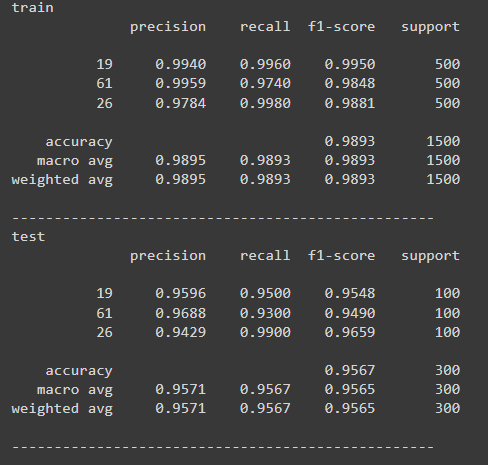 train
precision recall f1-score support
19 0.9940 0.9960 0.9950 500
61 0.9959 0.9740 0.9848 500
26 0.9784 0.9980 0.9881 500
accuracy 0.9893 1500
macro avg 0.9895 0.9893 0.9893 1500
weighted avg 0.9895 0.9893 0.9893 1500
--------------------------------------------------
test
precision recall f1-score support
19 0.9596 0.9500 0.9548 100
61 0.9688 0.9300 0.9490 100
26 0.9429 0.9900 0.9659 100
accuracy 0.9567 300
macro avg 0.9571 0.9567 0.9565 300
weighted avg 0.9571 0.9567 0.9565 300
--------------------------------------------------